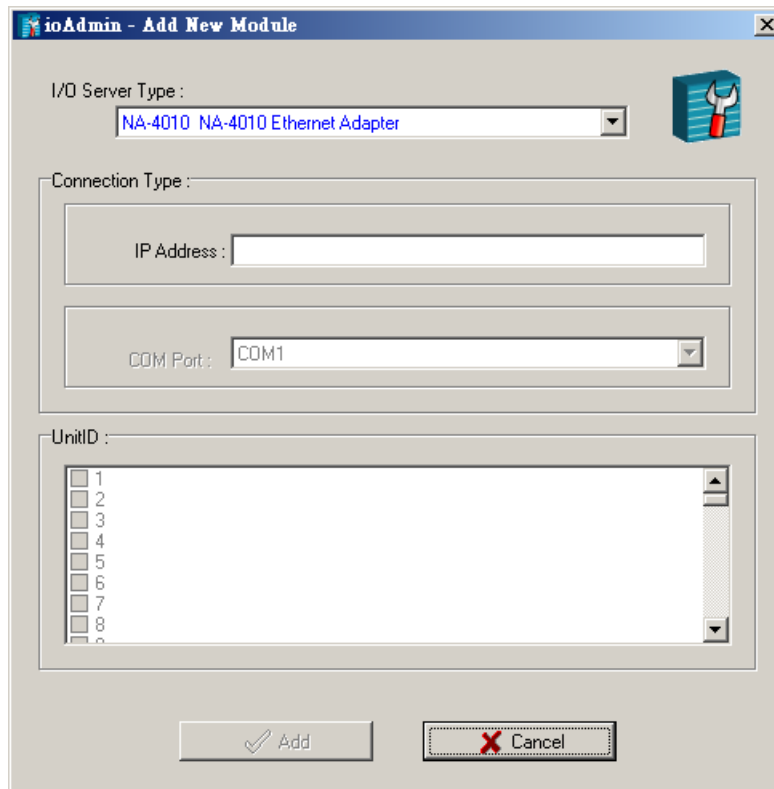 ioAdmin - Add New Module
I/O Server Type :
NA-4010 NA-4010 Ethernet Adapter
Connection Type :
IP Address :
COM Port : COM1
UnitID :
1
2
3
4
5
6
7
8
Add Cancel